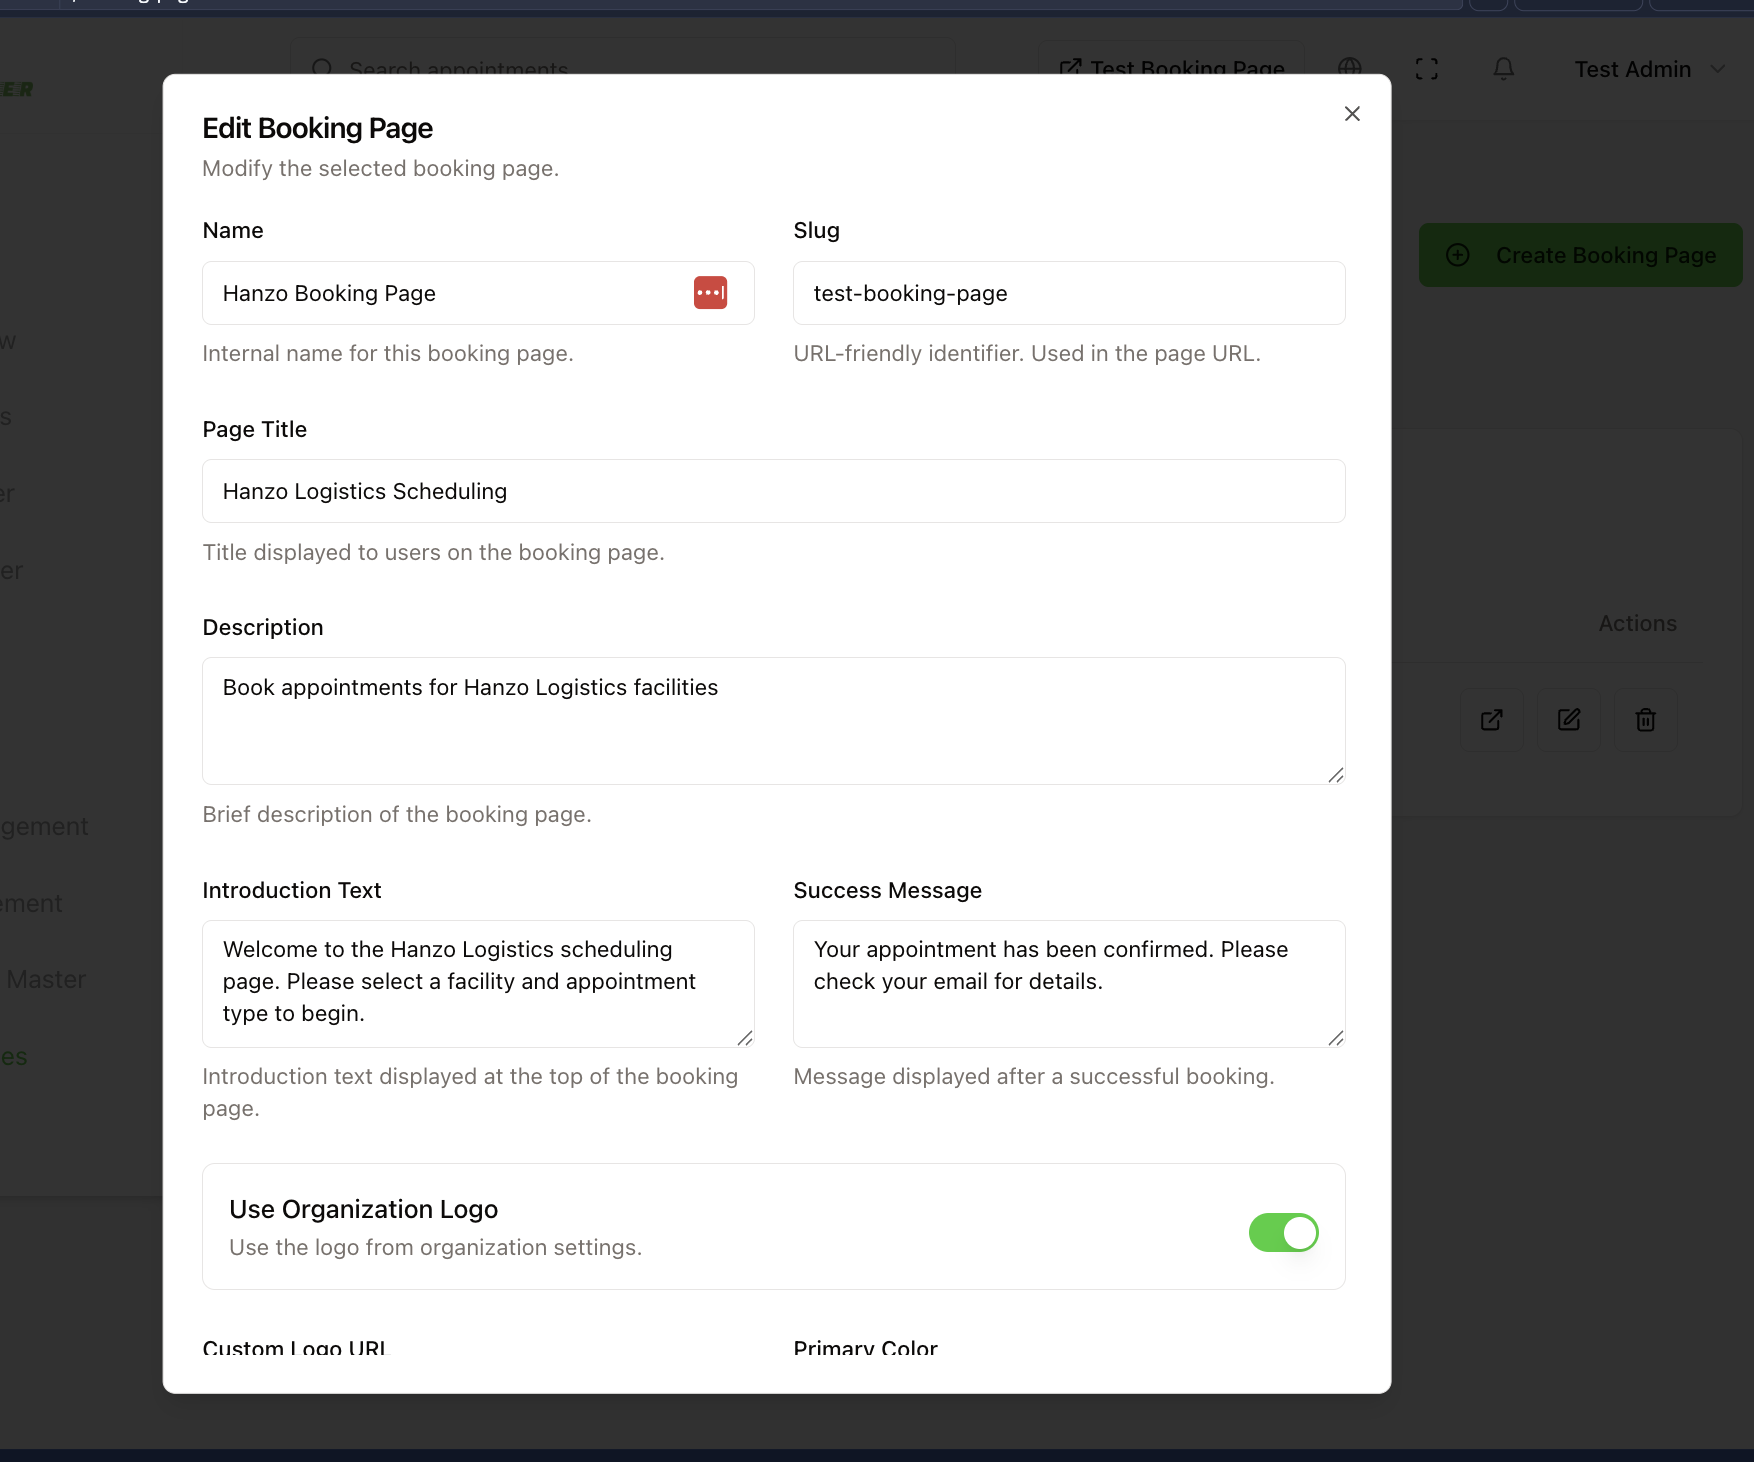 Search appointments
Test Booking Page
Test Admin
ER
Edit Booking Page
Modify the selected booking page.
Name
Slug
Hanzo Booking Page
test-booking-page
Internal name for this booking page.
URL-friendly identifier. Used in the page URL.
Create Booking Page
Page Title
Hanzo Logistics Scheduling
Title displayed to users on the booking page.
Description
Book appointments for Hanzo Logistics facilities
Brief description of the booking page.
Actions
gement
ement
Master
es
Introduction Text
Success Message
Welcome to the Hanzo Logistics scheduling
page. Please select a facility and appointment
type to begin.
Your appointment has been confirmed. Please
check your email for details.
Introduction text displayed at the top of the booking
page.
Message displayed after a successful booking.
Use Organization Logo
Use the logo from organization settings.
Custom Logo URL
Primary Color